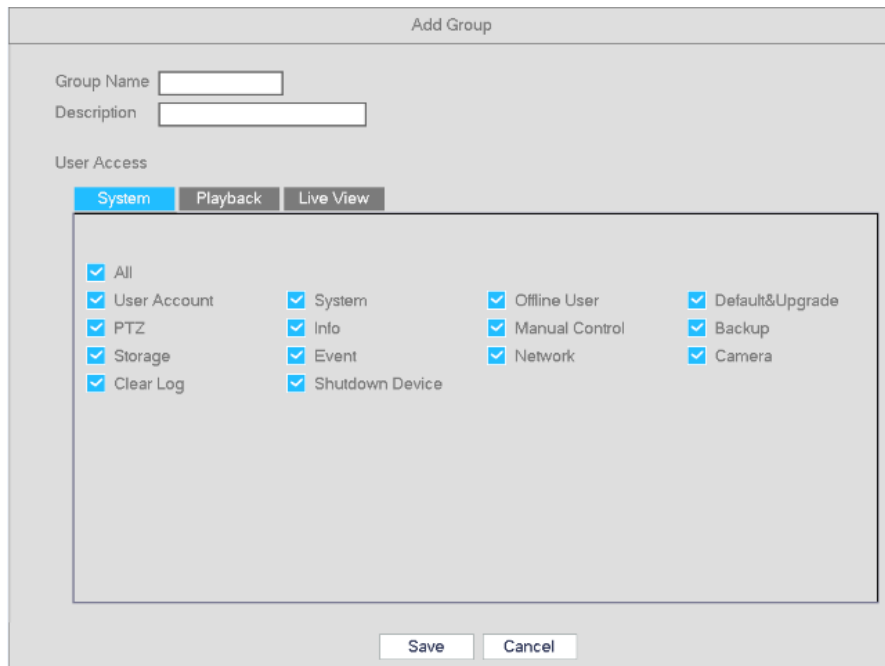 Add Group
Group Name
Description
User Access
System Playback Live View
All
User Account System Offline User Default&Upgrade
PTZ Info Manual Control Backup
Storage Event Network Camera
Clear Log Shutdown Device
Save Cancel